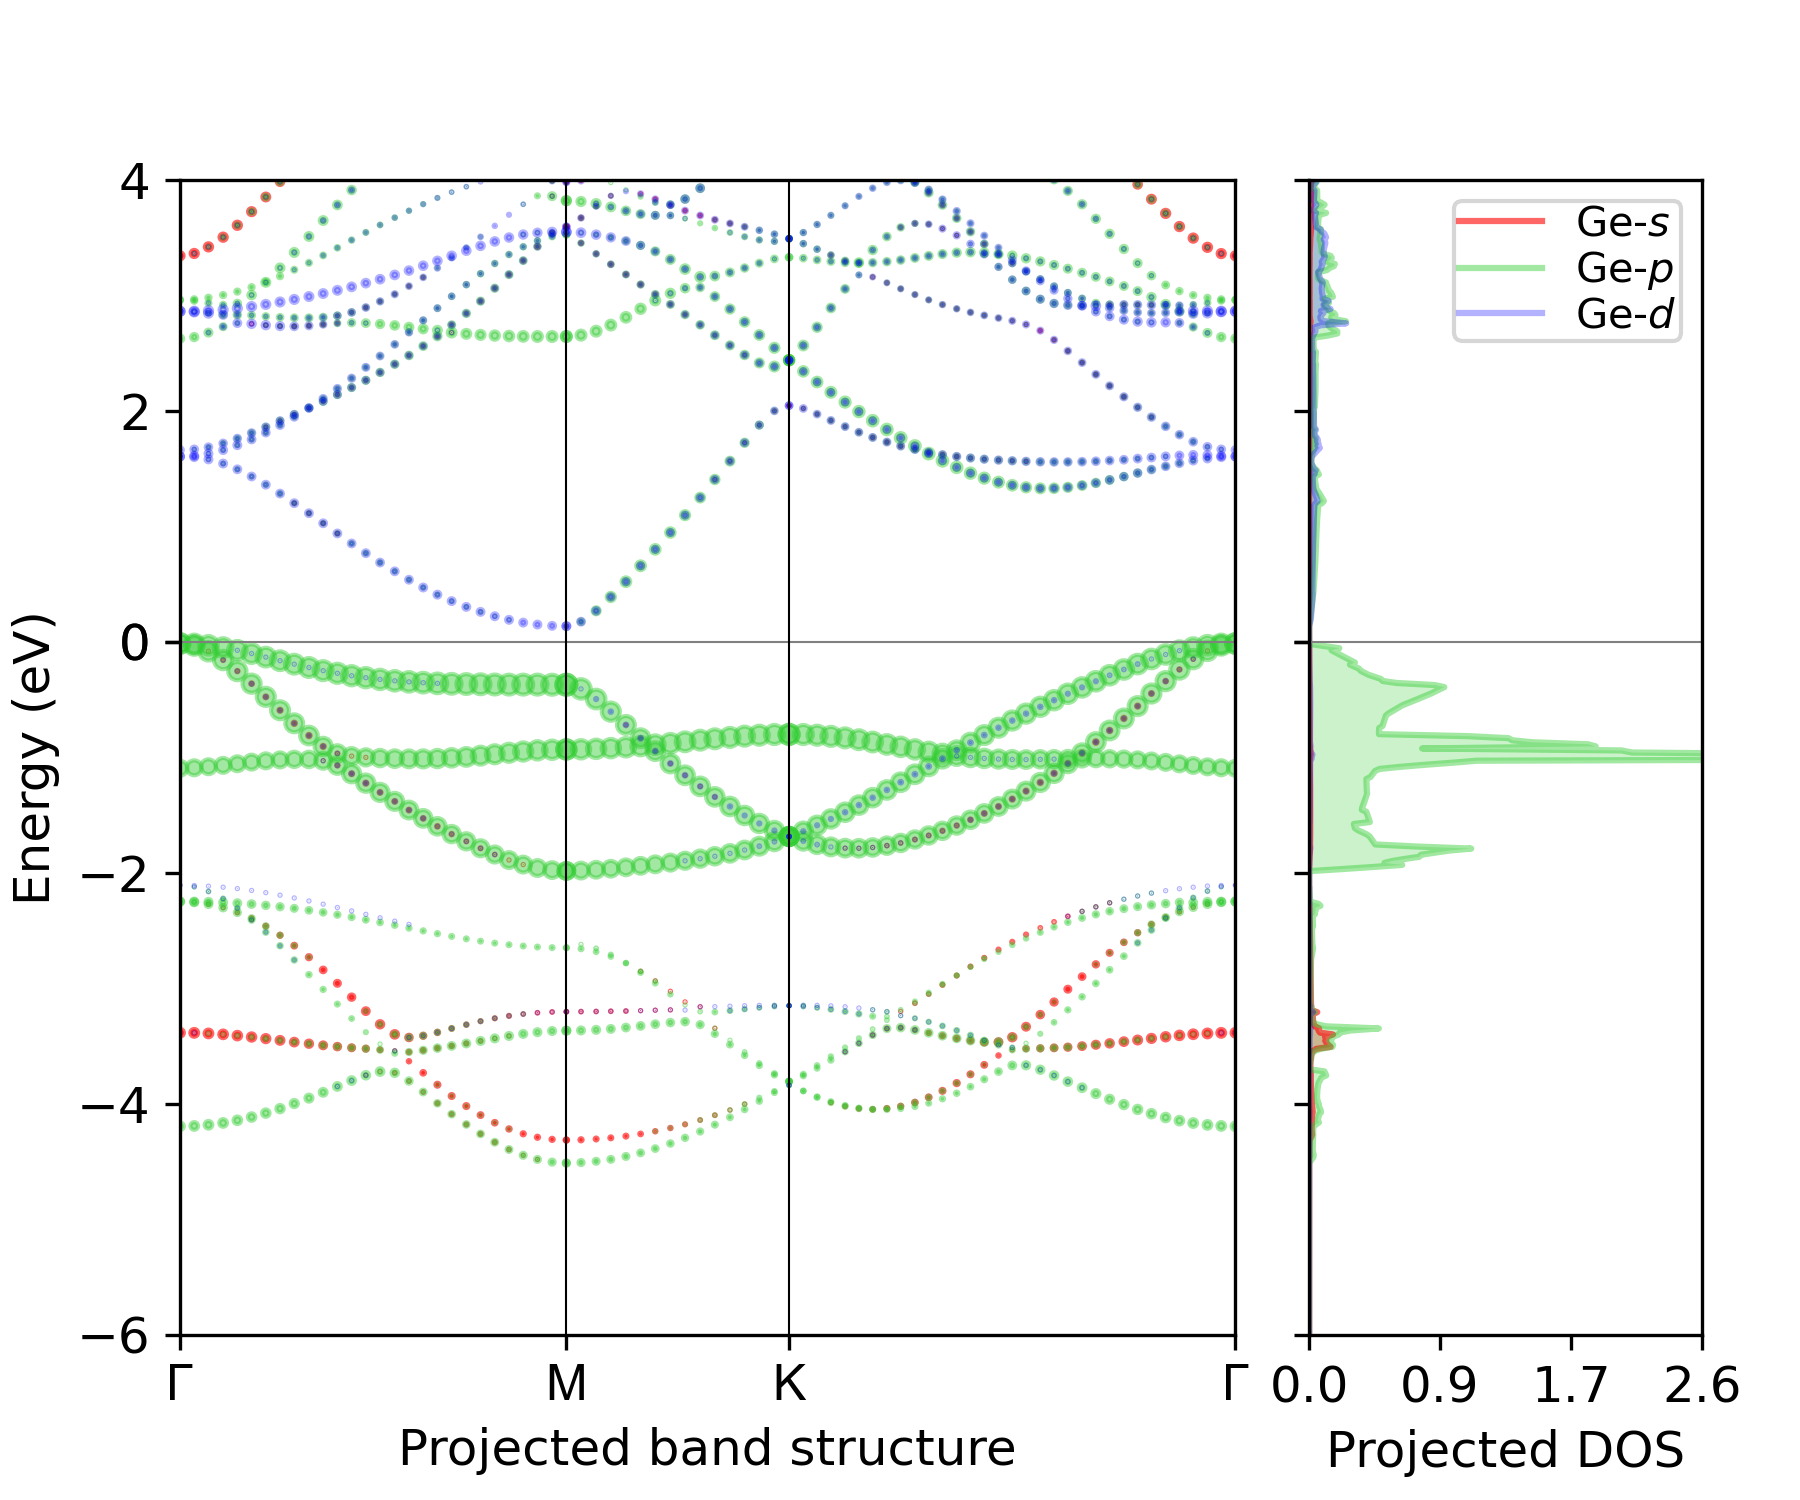 Energy (eV)
4
2
0
−2
−4
−6
Γ M K Γ
Projected band structure
Ge-s
Ge-p
Ge-d
0.0 0.9 1.7 2.6
Projected DOS